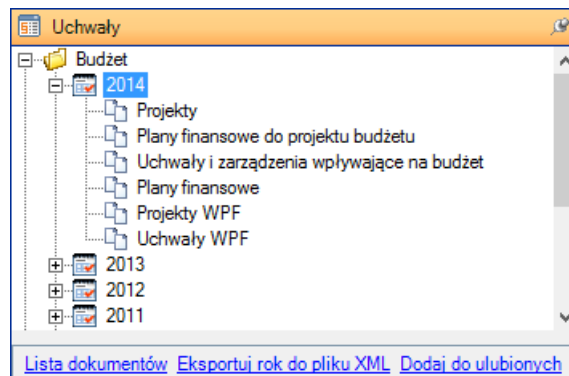 Uchwały
Budżet
2014
Projekty
Plany finansowe do projektu budżetu
Uchwały i zarządzenia wpływające na budżet
Plany finansowe
Projekty WPF
Uchwały WPF
2013
2012
2011
Lista dokumentów Eksportuj rok do pliku XML Dodaj do ulubionych